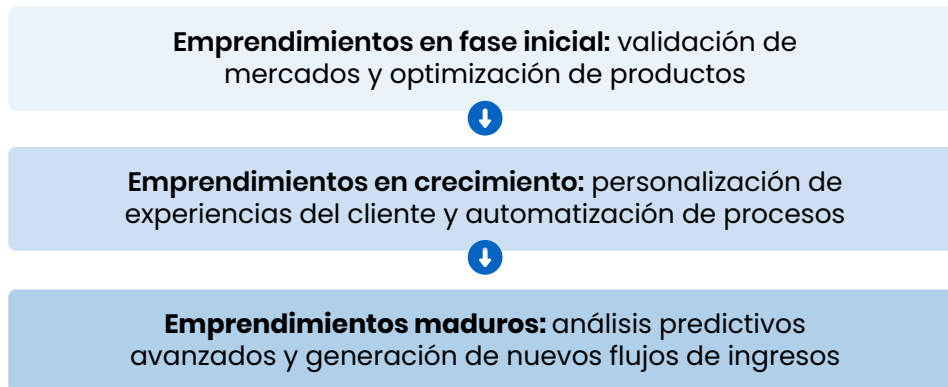 Emprendimientos en fase inicial: validación de
mercados y optimización de productos
Emprendimientos en crecimiento: personalización de
experiencias del cliente y automatización de procesos
Emprendimientos maduros: análisis predictivos
avanzados y generación de nuevos flujos de ingresos